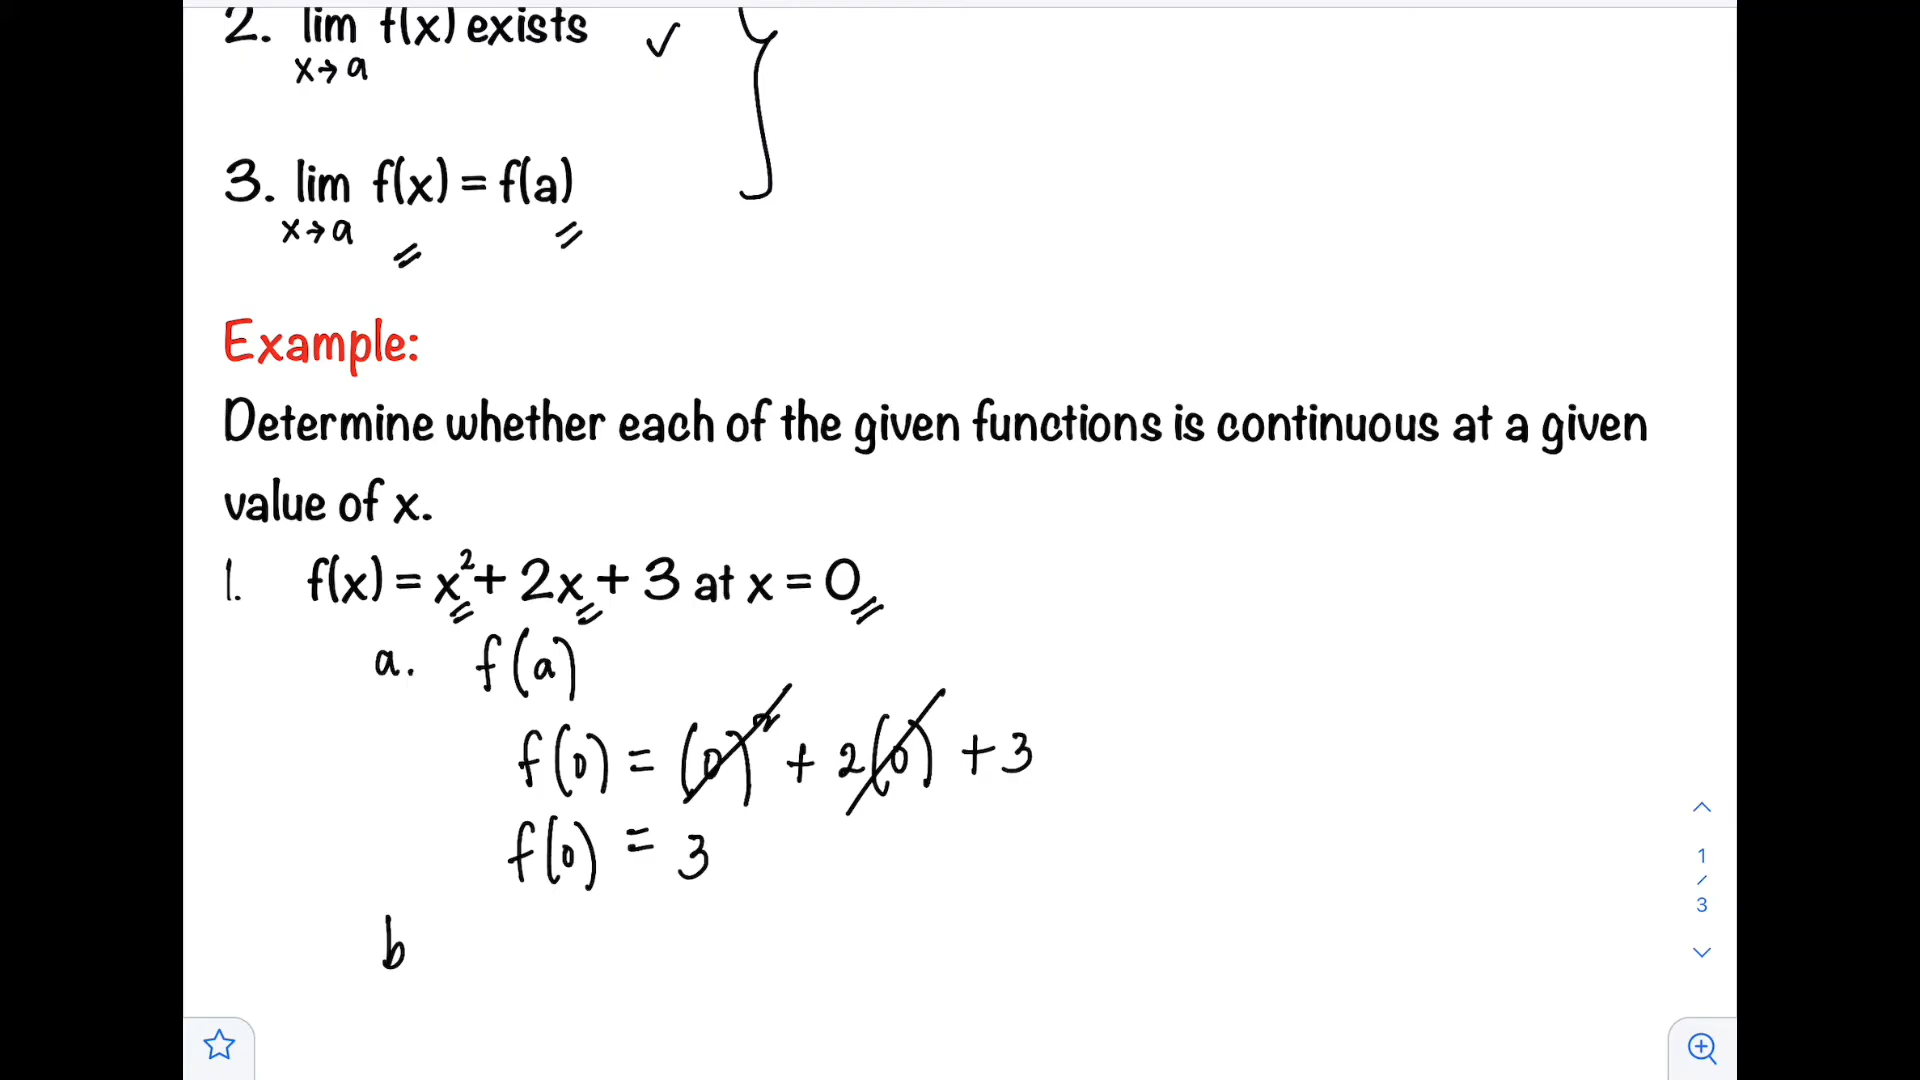 2. lim f(x) exists ✓
x→a
3. lim f(x) = f(a)
x→a
Example:
Determine whether each of the given functions is continuous at a given
value of x.
1. f(x) = x²+ 2x + 3 at x = 0
a. f(a)
f(0) = (0)² + 2(0) + 3
f(0) = 3
b
1
/
3